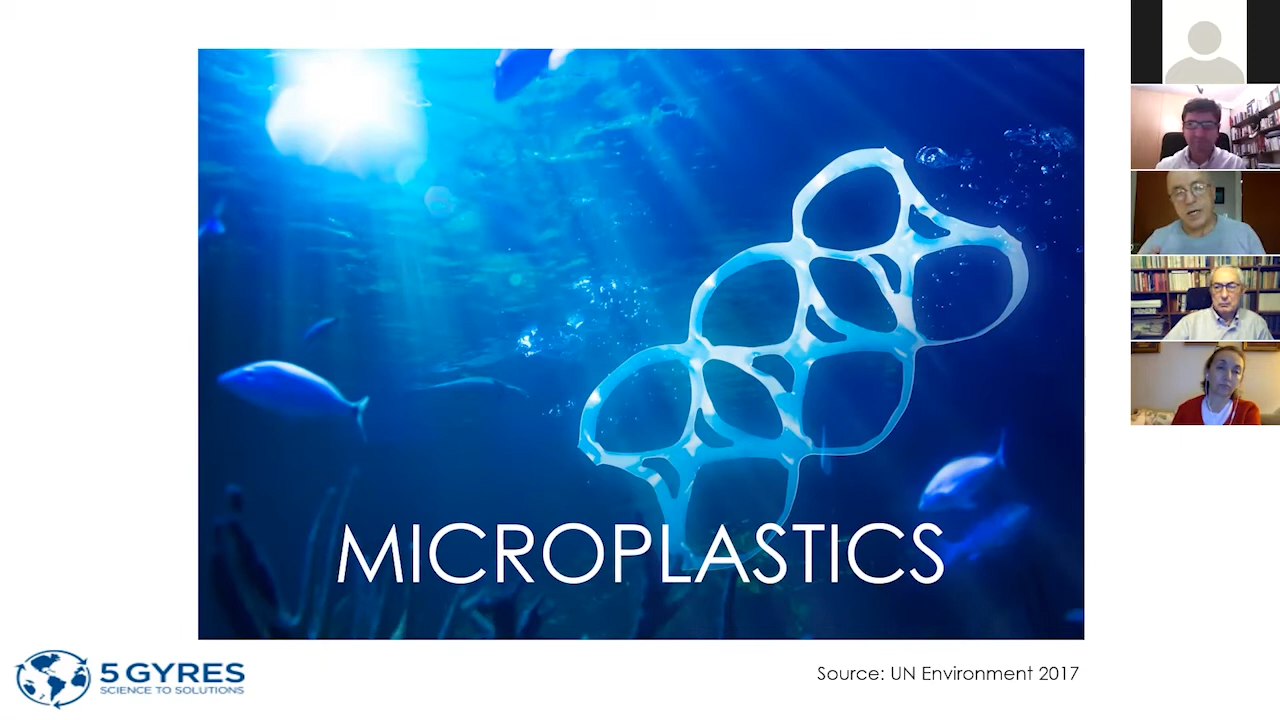 MICROPLASTICS
5 GYRES
SCIENCE TO SOLUTIONS
Source: UN Environment 2017